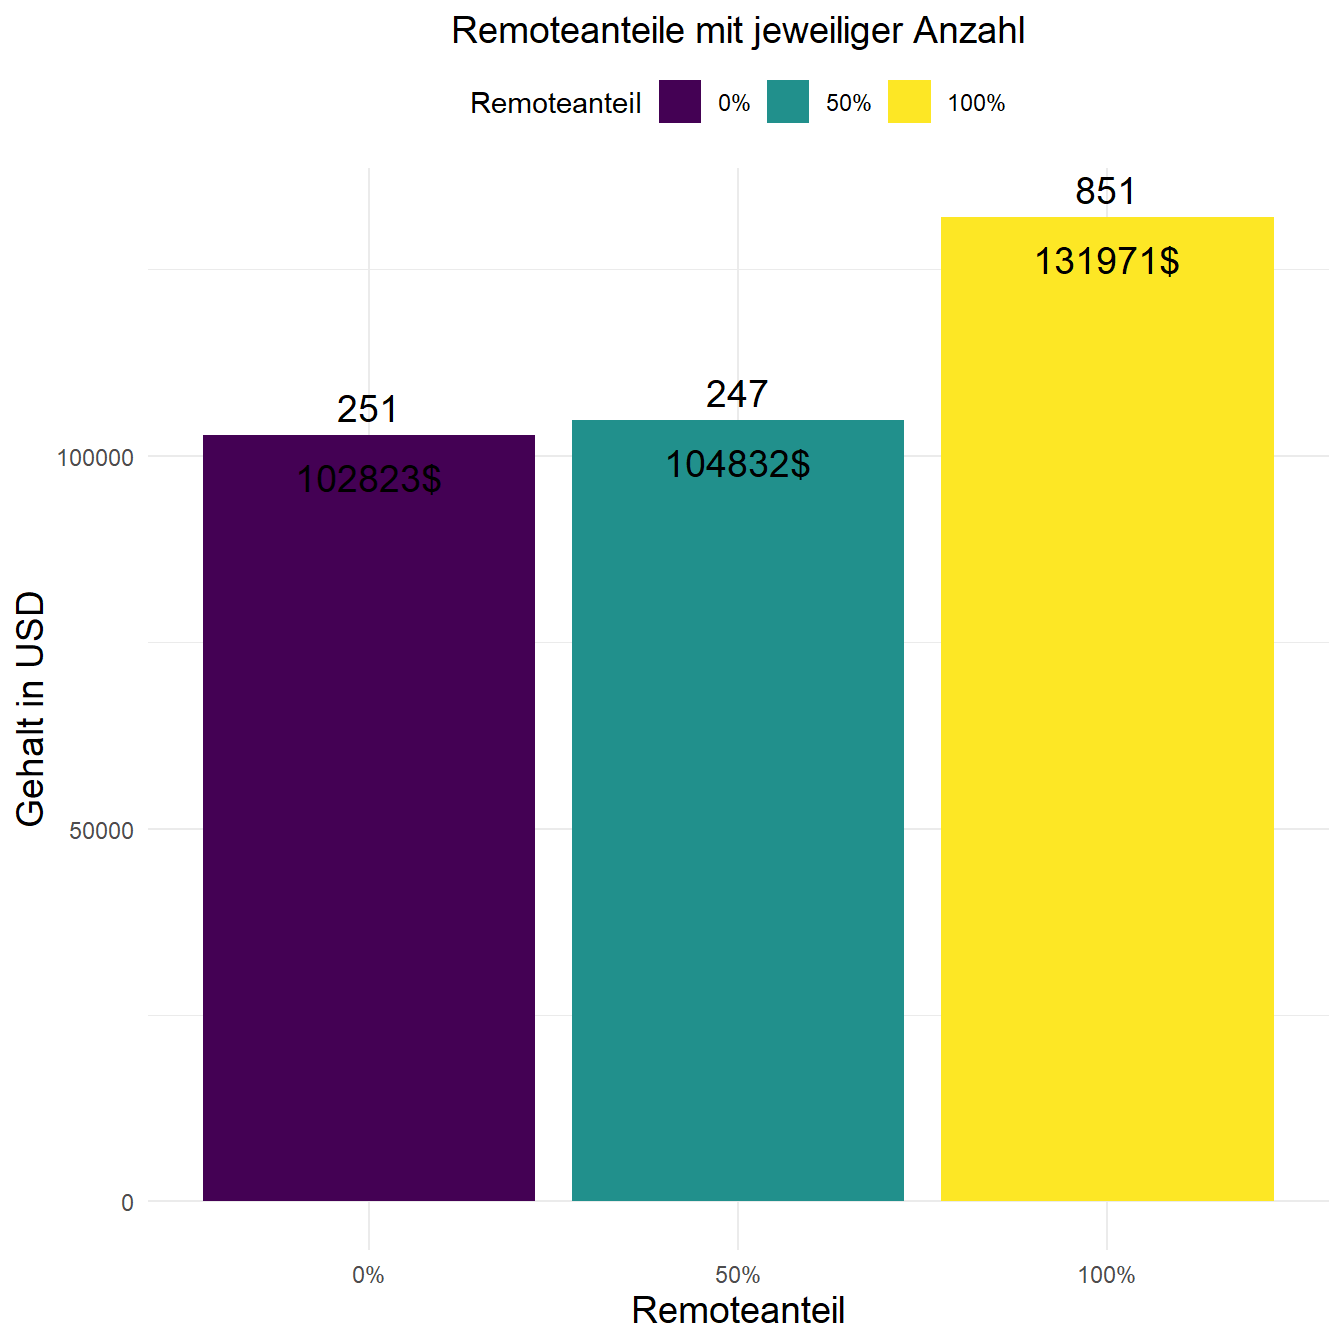 Remoteanteile mit jeweiliger Anzahl
Remoteanteil 0% 50% 100%
851
131971$
247
251
104832$
102823$
100000
50000
0
Gehalt in USD
0% 50% 100%
Remoteanteil